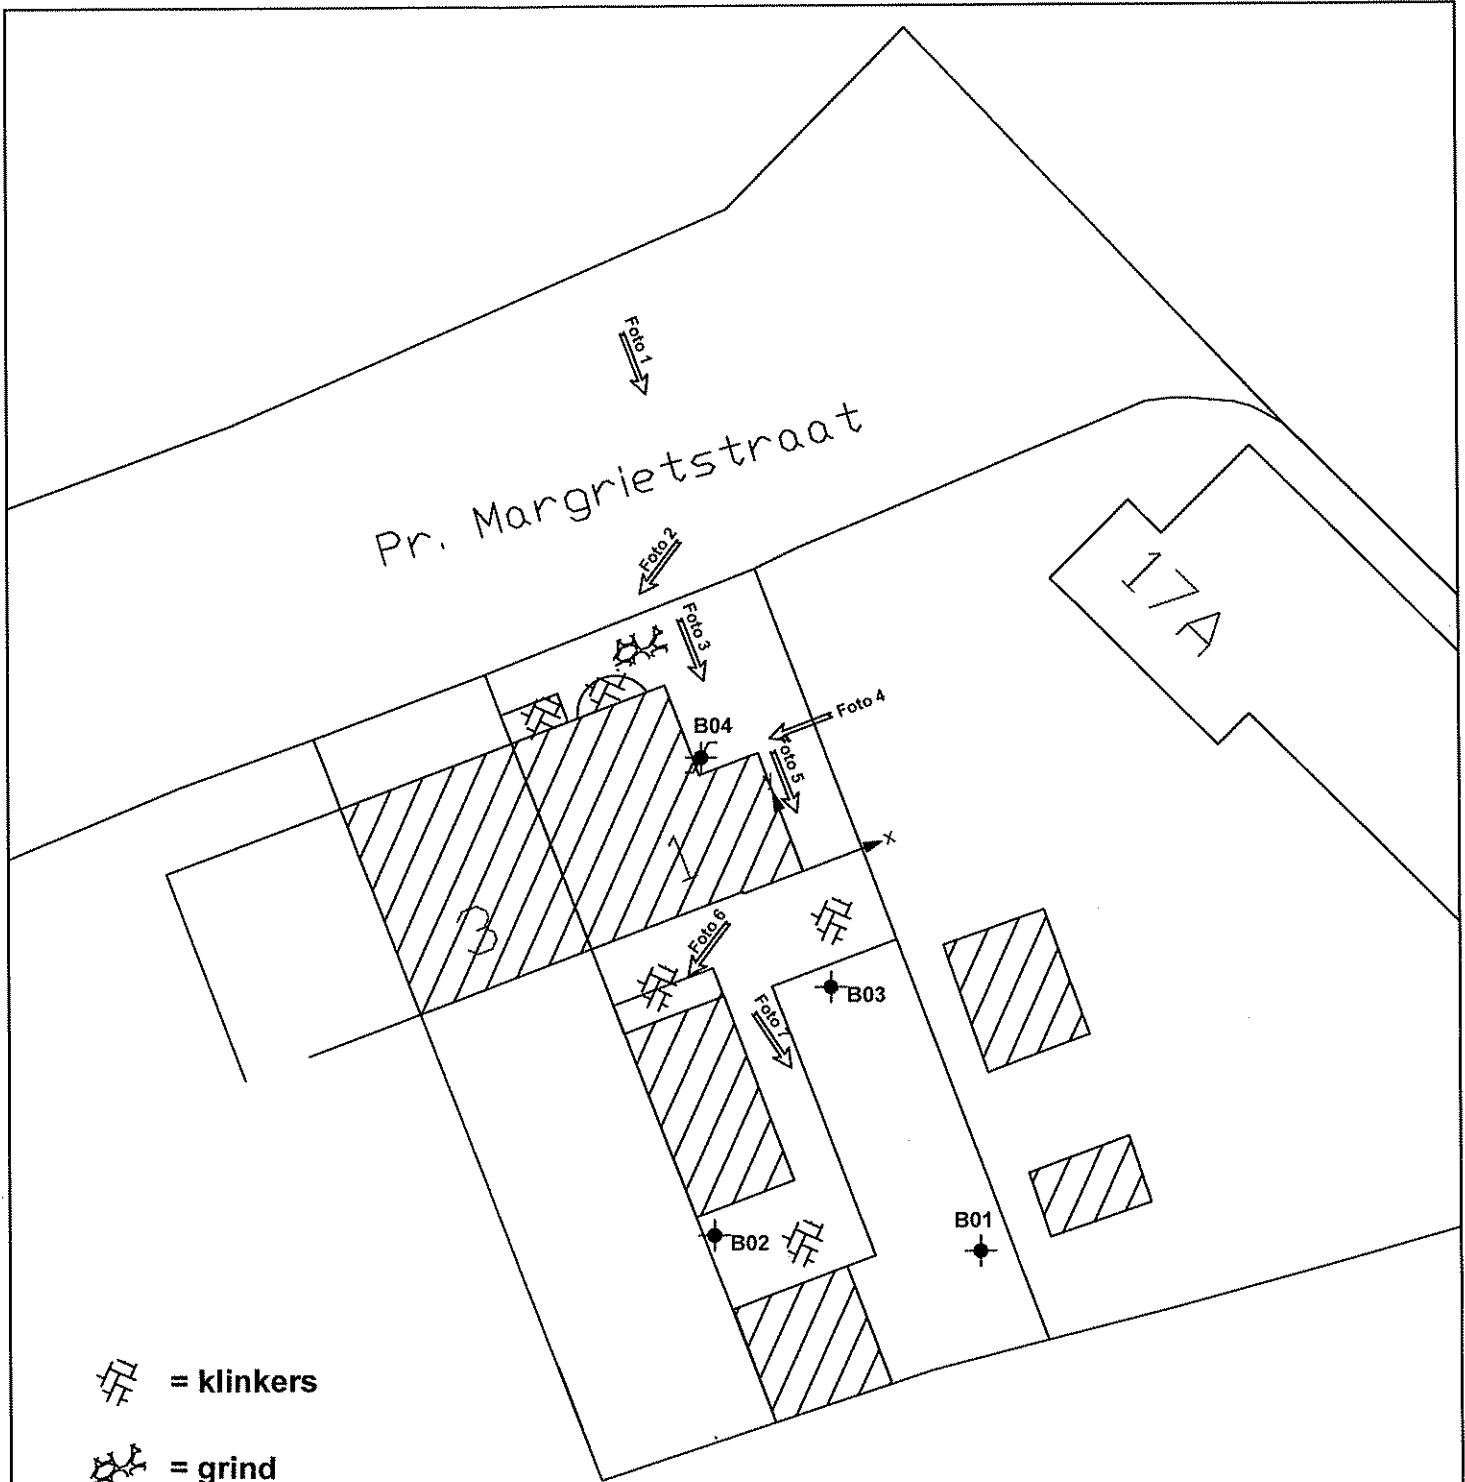 Foto 1
Pr. Margrietstraat
Foto 2
17A
Foto 3
Foto 4
B04
Foto 5
x
1
3
Foto 6
B03
Foto 7
B01
B02
= klinkers
= grind